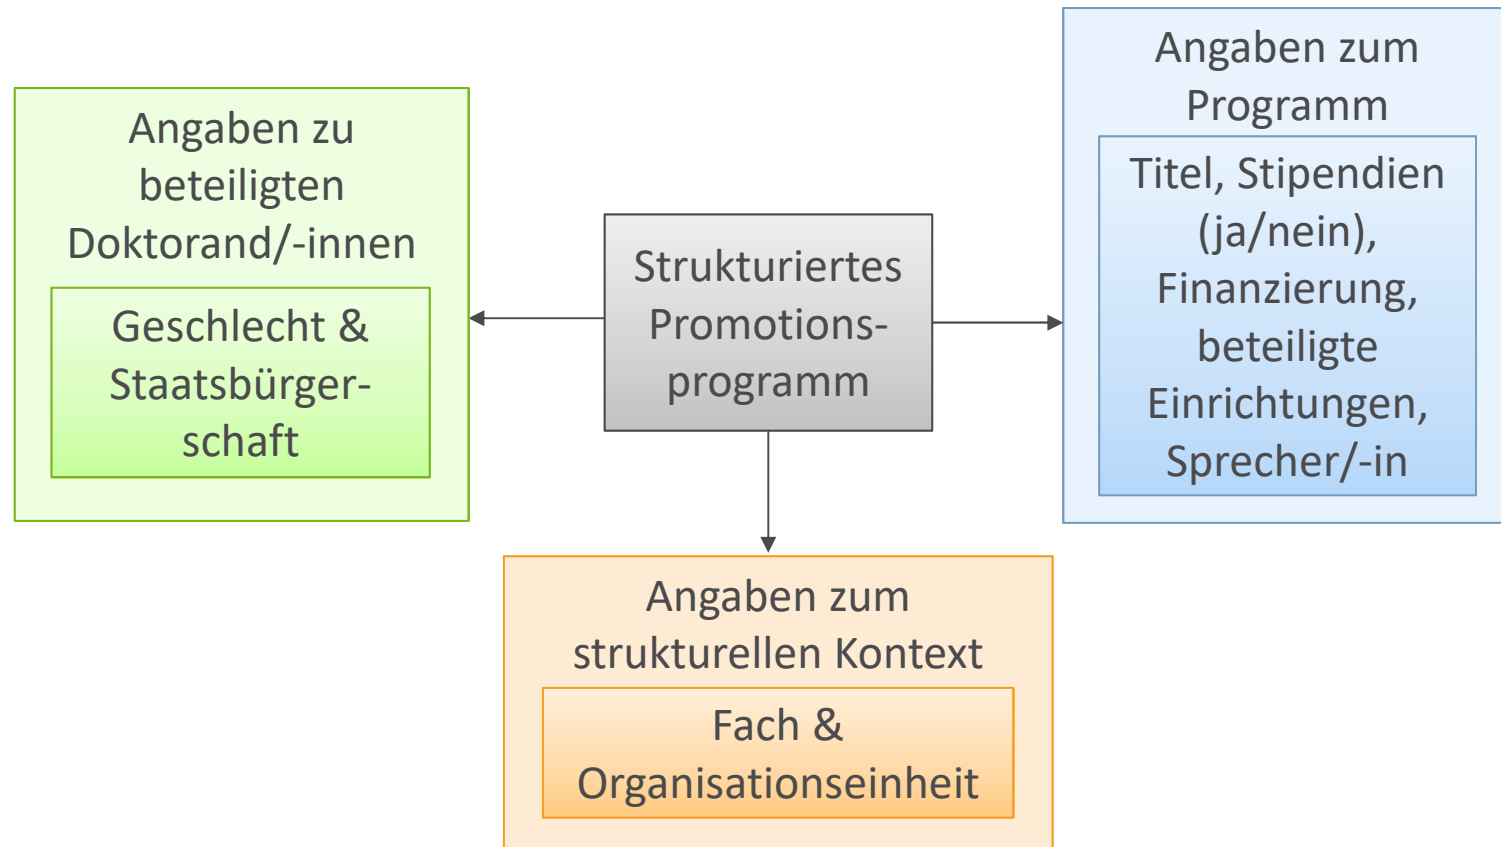 Angaben zu
beteiligten
Doktorand/-innen
Geschlecht &
Staatsbürger-
schaft
Strukturiertes
Promotions-
programm
Angaben zum
Programm
Titel, Stipendien
(ja/nein),
Finanzierung,
beteiligte
Einrichtungen,
Sprecher/-in
Angaben zum
strukturellen Kontext
Fach &
Organisationseinheit